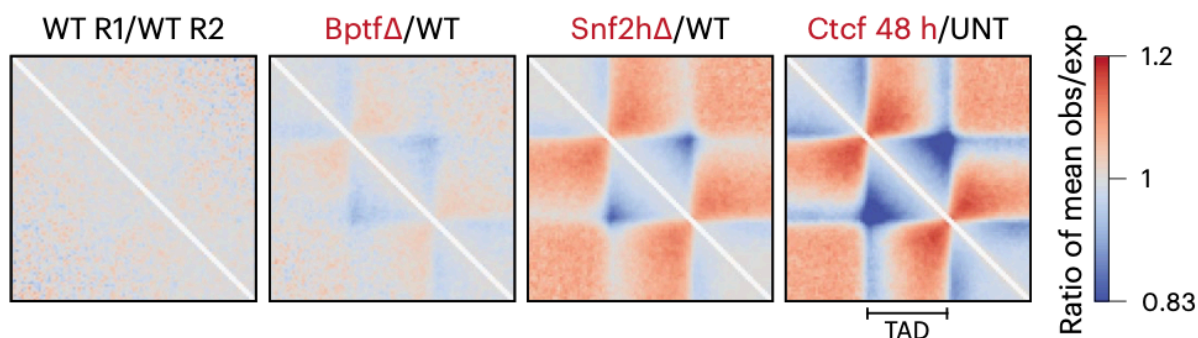 WT R1/WT R2
BptfΔ/WT
Snf2hΔ/WT
Ctcf 48 h/UNT
Ratio of mean obs/exp
1.2
1
0.83
TAD